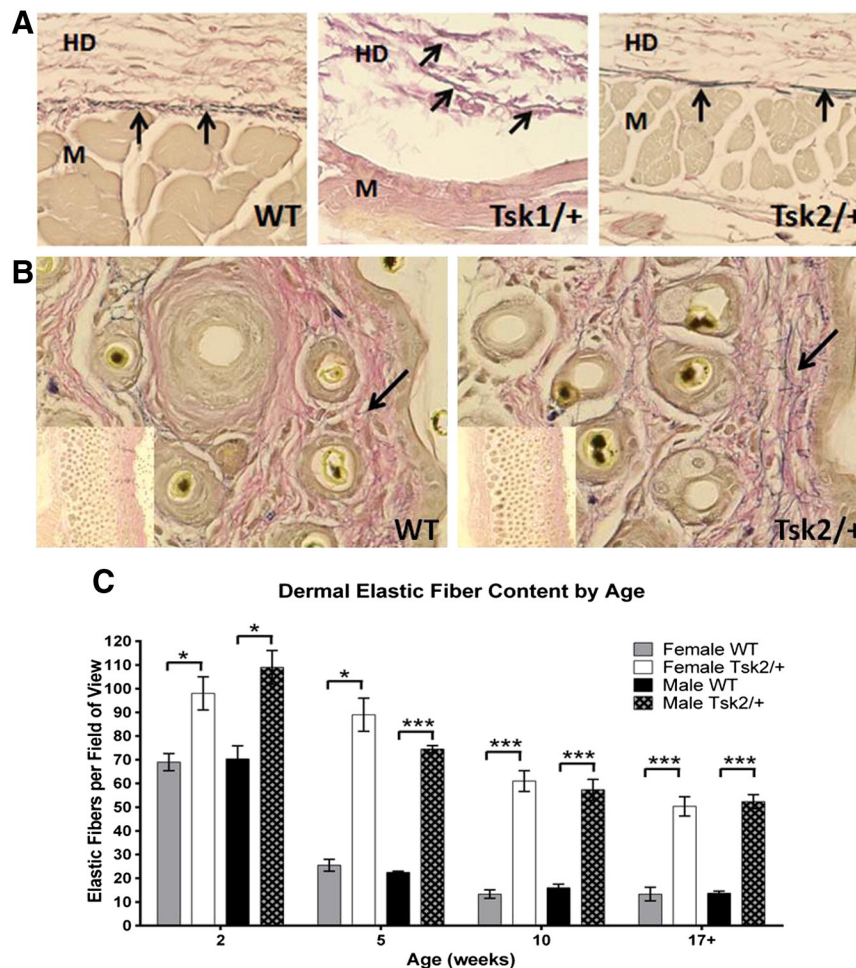 A
HD
M
WT
HD
M
Tsk1/+
HD
M
Tsk2/+
B
WT
Tsk2/+
C
Dermal Elastic Fiber Content by Age
Elastic Fibers per Field of View
120
110
100
90
80
70
60
50
40
30
20
10
0
* * * *** *** *** *** ***
Female WT
Female Tsk2/+
Male WT
Male Tsk2/+
2 5 10 17+
Age (weeks)